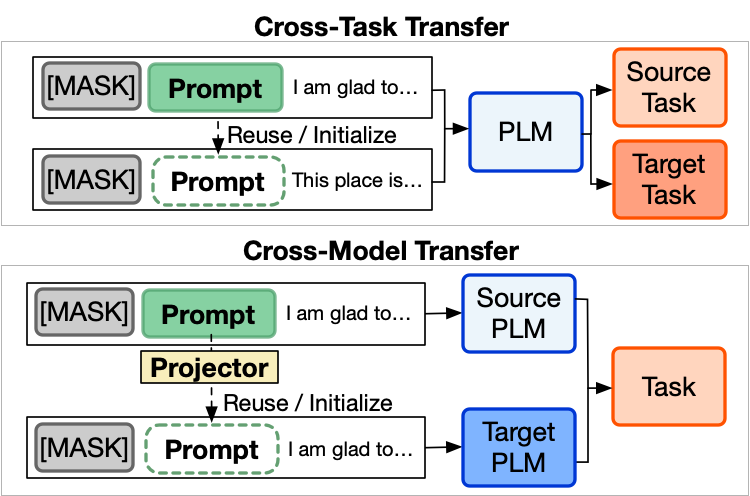 Cross-Task Transfer
[MASK] Prompt I am glad to...
Reuse / Initialize
[MASK] Prompt This place is...
PLM
Source
Task
Target
Task
Cross-Model Transfer
[MASK] Prompt I am glad to...
Projector
Reuse / Initialize
[MASK] Prompt I am glad to...
Source
PLM
Target
PLM
Task